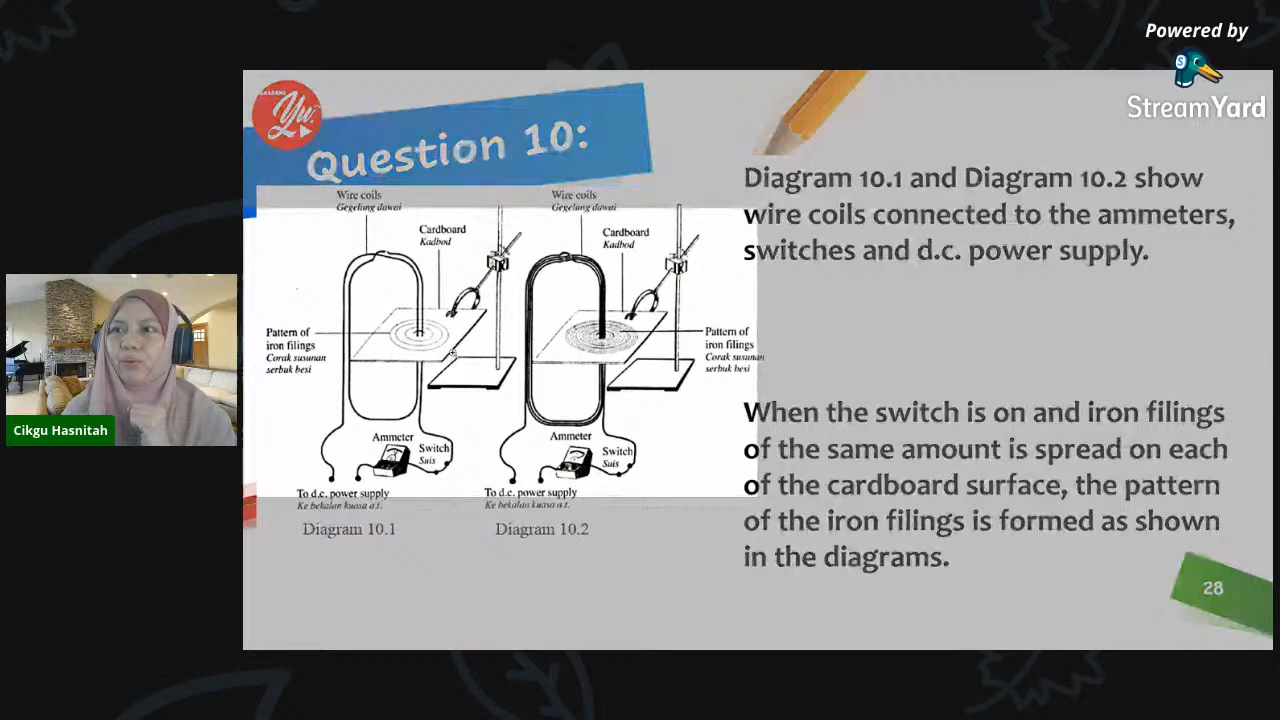 Powered by
StreamYard
AKADEMI
Yu
Question 10:
Wire coils
Gegelung dawai
Wire coils
Gegelung dawai
Cardboard
Kadbod
Cardboard
Kadbod
Pattern of
iron filings
Corak susunan
serbuk besi
Pattern of
iron filings
Corak susunan
serbuk besi
Ammeter
Switch
Suis
Ammeter
Switch
Suis
To d.c. power supply
Ke bekalan kuasa a.t.
To d.c. power supply
Ke bekalan kuasa a.t.
Diagram 10.1
Diagram 10.2
Diagram 10.1 and Diagram 10.2 show
wire coils connected to the ammeters,
switches and d.c. power supply.
When the switch is on and iron filings
of the same amount is spread on each
of the cardboard surface, the pattern
of the iron filings is formed as shown
in the diagrams.
28
Cikgu Hasnitah